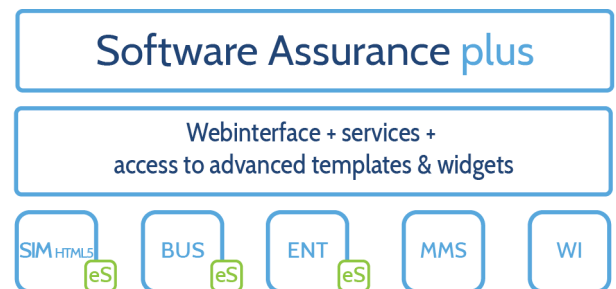 Software Assurance plus
Webinterface + services +
access to advanced templates & widgets
SIM HTML5 BUS ENT MMS WI
eS eS eS